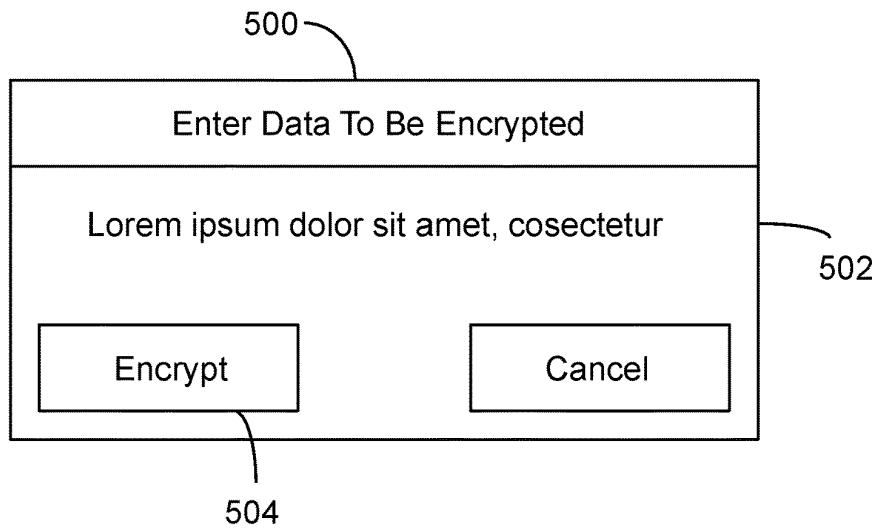 500
Enter Data To Be Encrypted
Lorem ipsum dolor sit amet, cosectetur
502
Encrypt Cancel
504